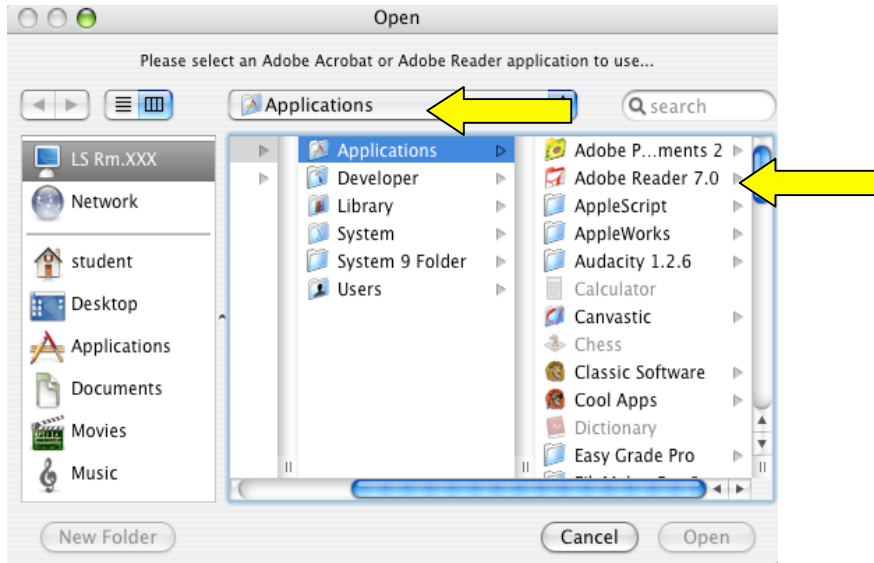 Open
Please select an Adobe Acrobat or Adobe Reader application to use...
Applications
search
LS Rm.XXX
Network
student
Desktop
Applications
Documents
Movies
Music
Applications
Developer
Library
System
System 9 Folder
Users
Adobe P...ments 2
Adobe Reader 7.0
AppleScript
AppleWorks
Audacity 1.2.6
Calculator
Canvastic
Chess
Classic Software
Cool Apps
Dictionary
Easy Grade Pro
New Folder
Cancel
Open